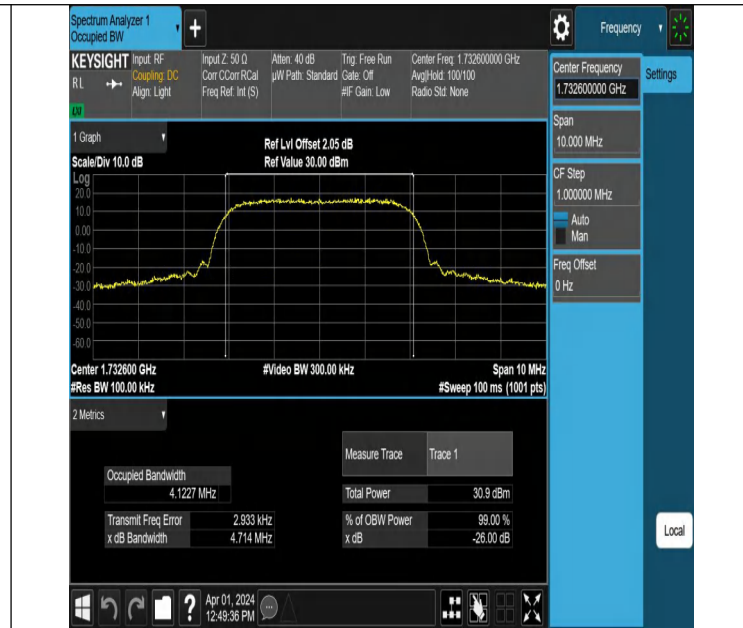 Spectrum Analyzer 1
Occupied BW
+
Frequency
KEYSIGHT
RL
Input: RF
Coupling: DC
Align: Light
Input Z: 50 Ω
Corr CCorr RCal
Freq Ref: Int (S)
Atten: 40 dB
µW Path: Standard
Trig: Free Run
Gate: Off
#IF Gain: Low
Center Freq: 1.732600000 GHz
Avg|Hold: 100/100
Radio Std: None
Center Frequency
1.732600000 GHz
Settings
Span
10.000 MHz
CF Step
1.000000 MHz
Auto
Man
Freq Offset
0 Hz
1 Graph
Scale/Div 10.0 dB
Ref Lvl Offset 2.05 dB
Ref Value 30.00 dBm
Log
20.0
10.0
0.00
-10.0
-20.0
-30.0
-40.0
-50.0
-60.0
Center 1.732600 GHz
#Video BW 300.00 kHz
Span 10 MHz
#Res BW 100.00 kHz
#Sweep 100 ms (1001 pts)
2 Metrics
Measure Trace
Trace 1
Occupied Bandwidth
4.1227 MHz
Total Power
30.9 dBm
Transmit Freq Error
2.933 kHz
% of OBW Power
99.00 %
x dB Bandwidth
4.714 MHz
x dB
-26.00 dB
Local
?
Apr 01, 2024
12:49:36 PM